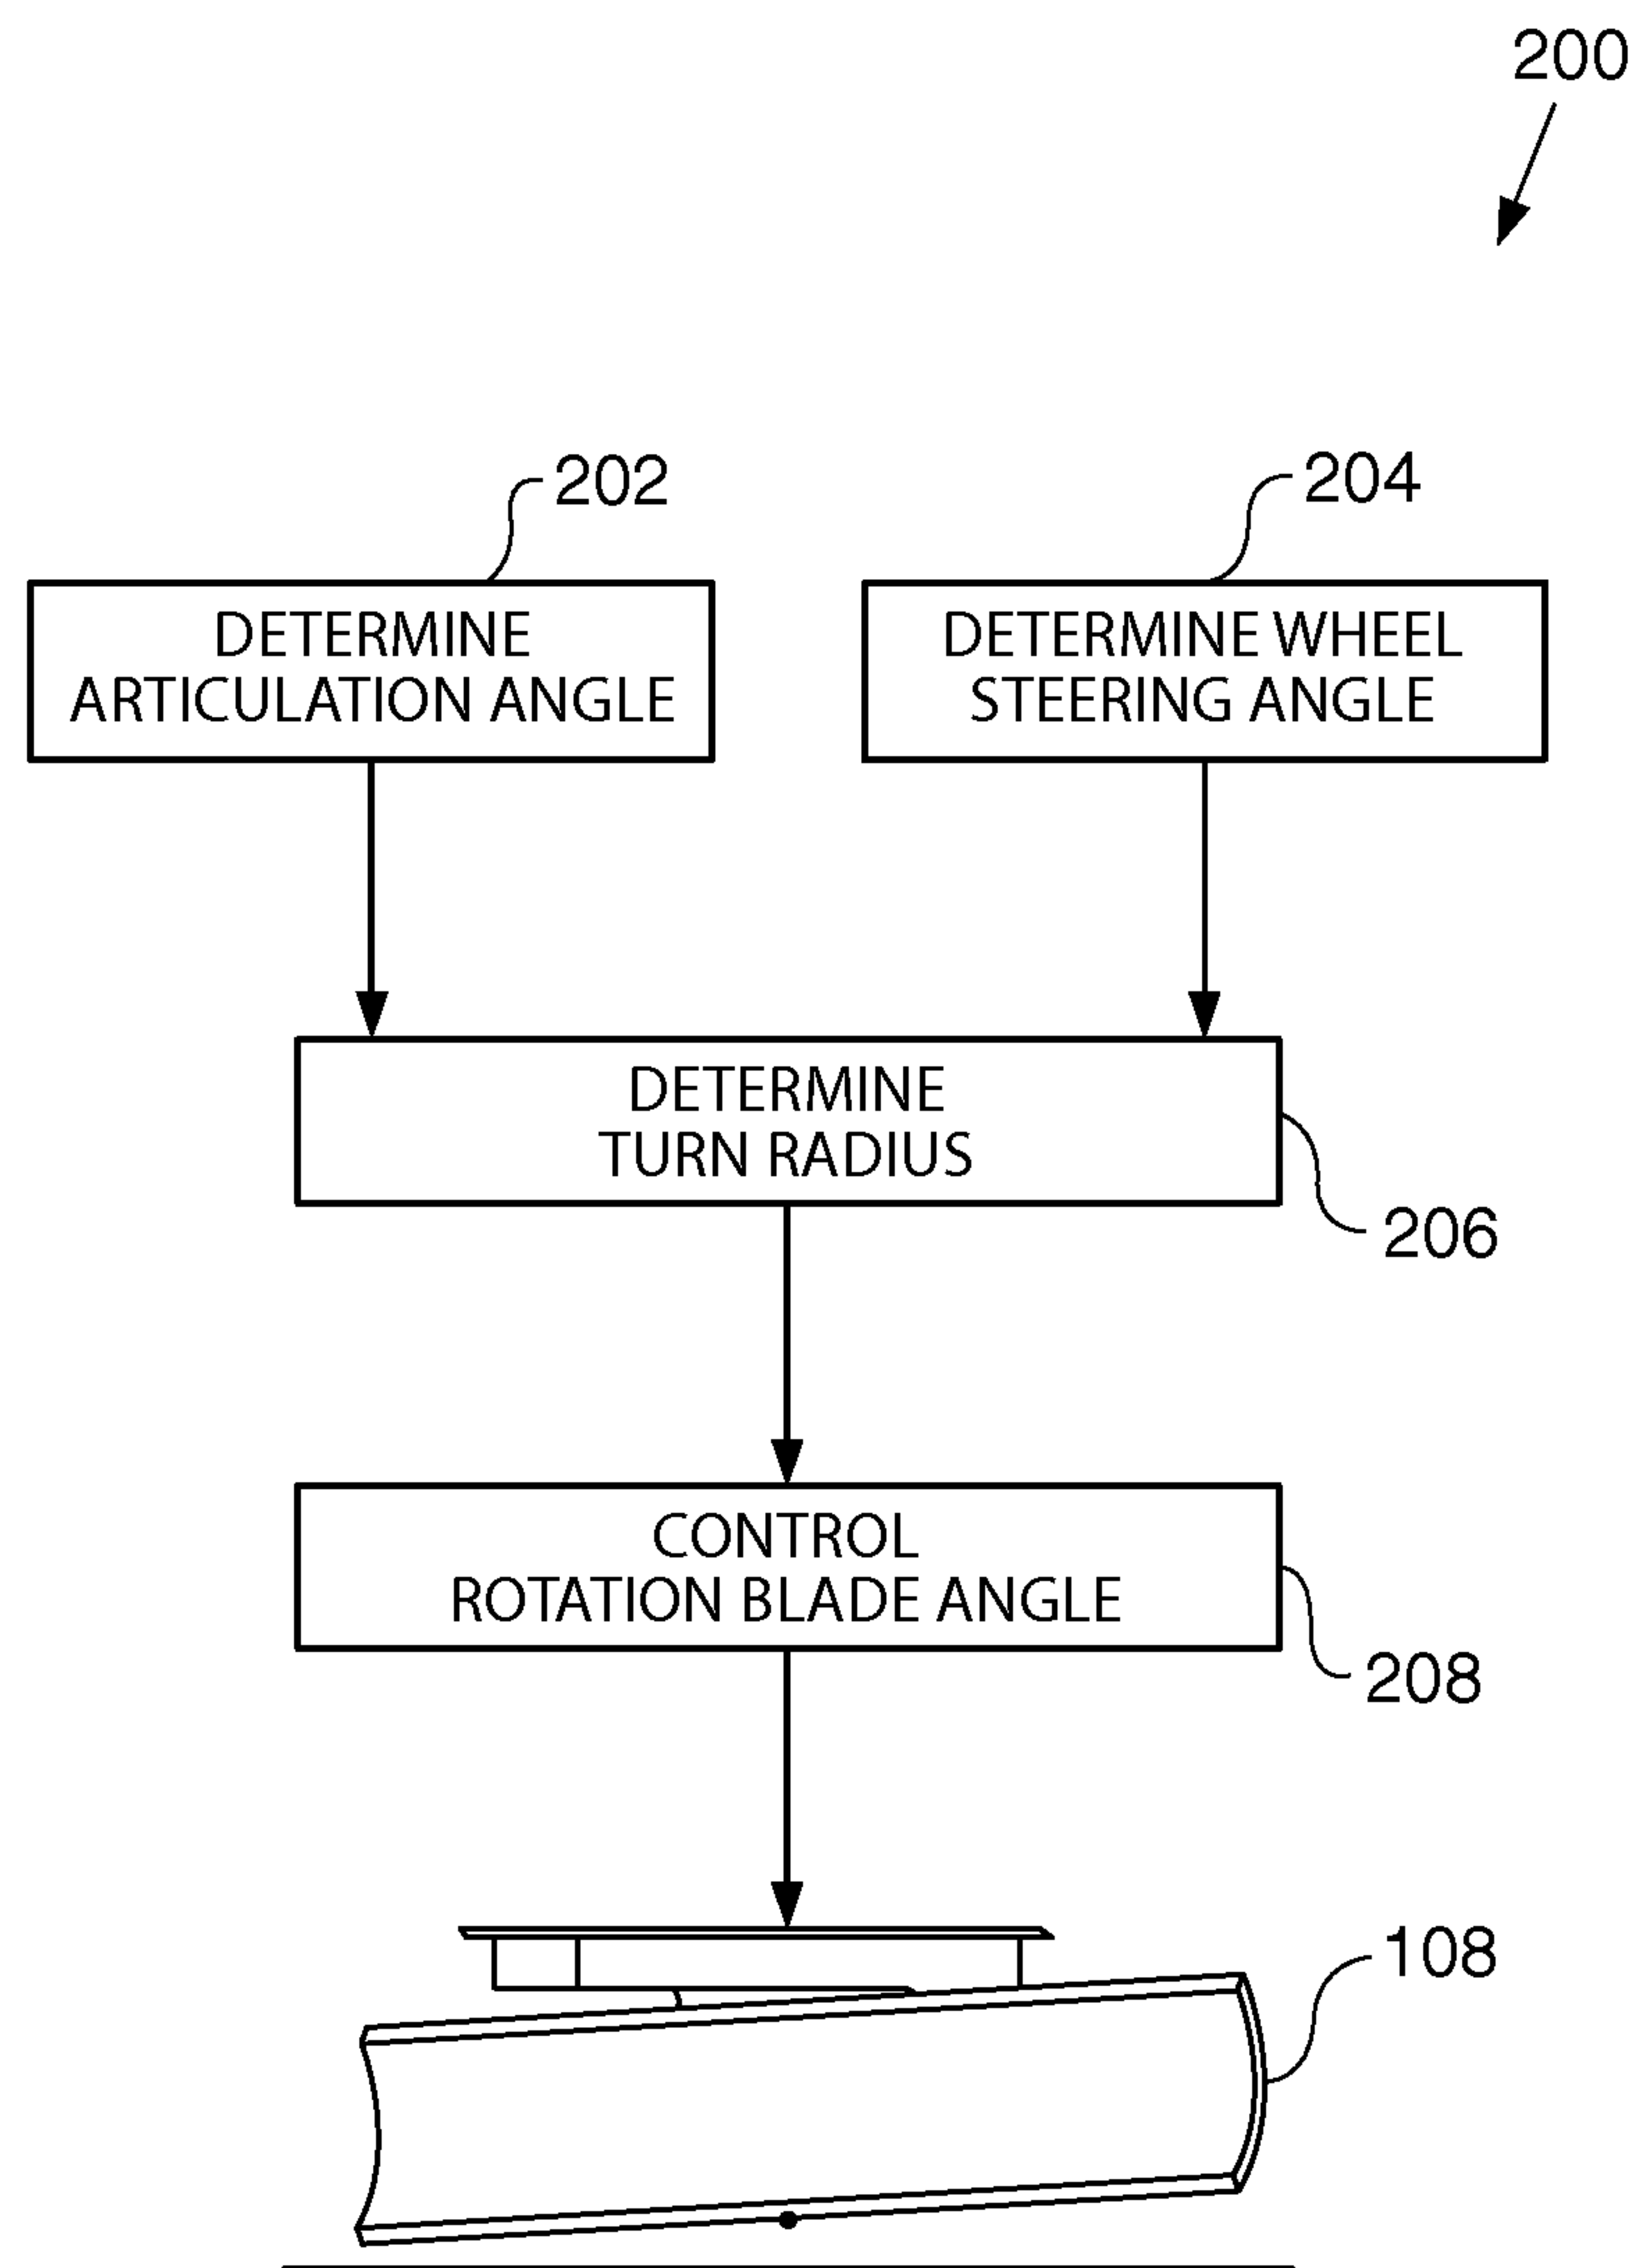 200
202
204
DETERMINE
ARTICULATION ANGLE
DETERMINE WHEEL
STEERING ANGLE
DETERMINE
TURN RADIUS
206
CONTROL
ROTATION BLADE ANGLE
208
108